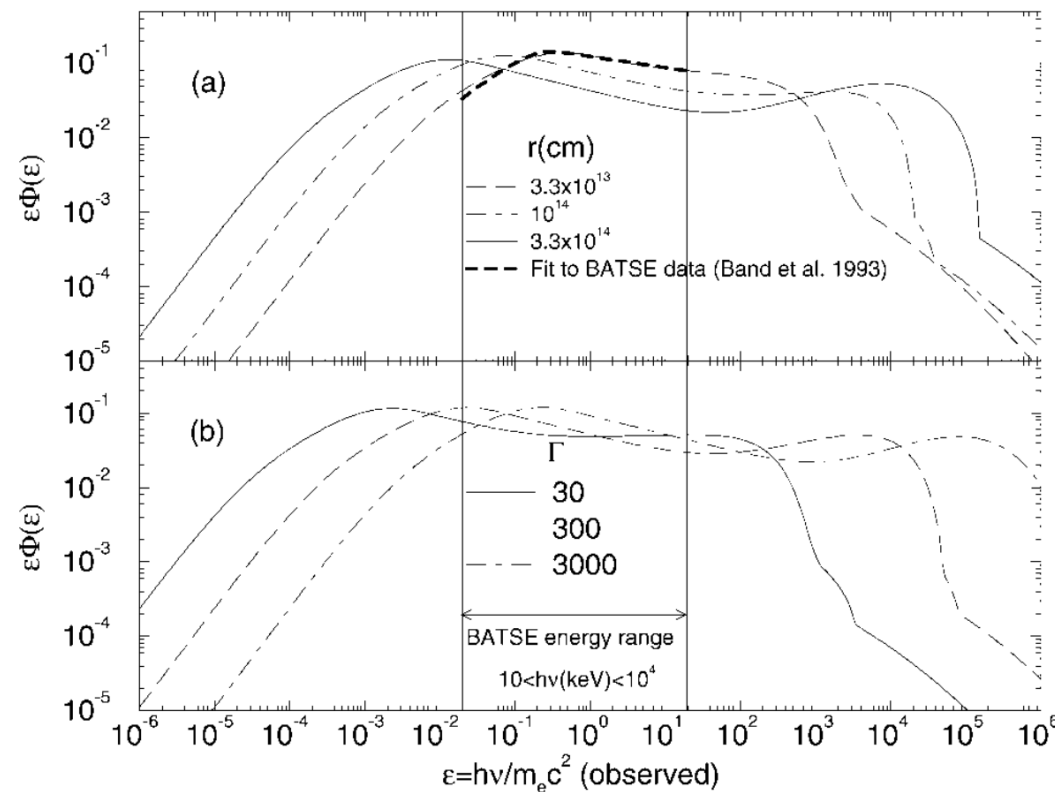 10^-1
10^-2
10^-3
10^-4
10^-5
εΦ(ε)
(a)
r(cm)
3.3x10^13
10^14
3.3x10^14
Fit to BATSE data (Band et al. 1993)
10^-1
10^-2
10^-3
10^-4
10^-5
εΦ(ε)
(b)
Γ
30
300
3000
BATSE energy range
10<hν(keV)<10^4
10^-6 10^-5 10^-4 10^-3 10^-2 10^-1 10^0 10^1 10^2 10^3 10^4 10^5 10^6
ε=hν/m_ec^2 (observed)